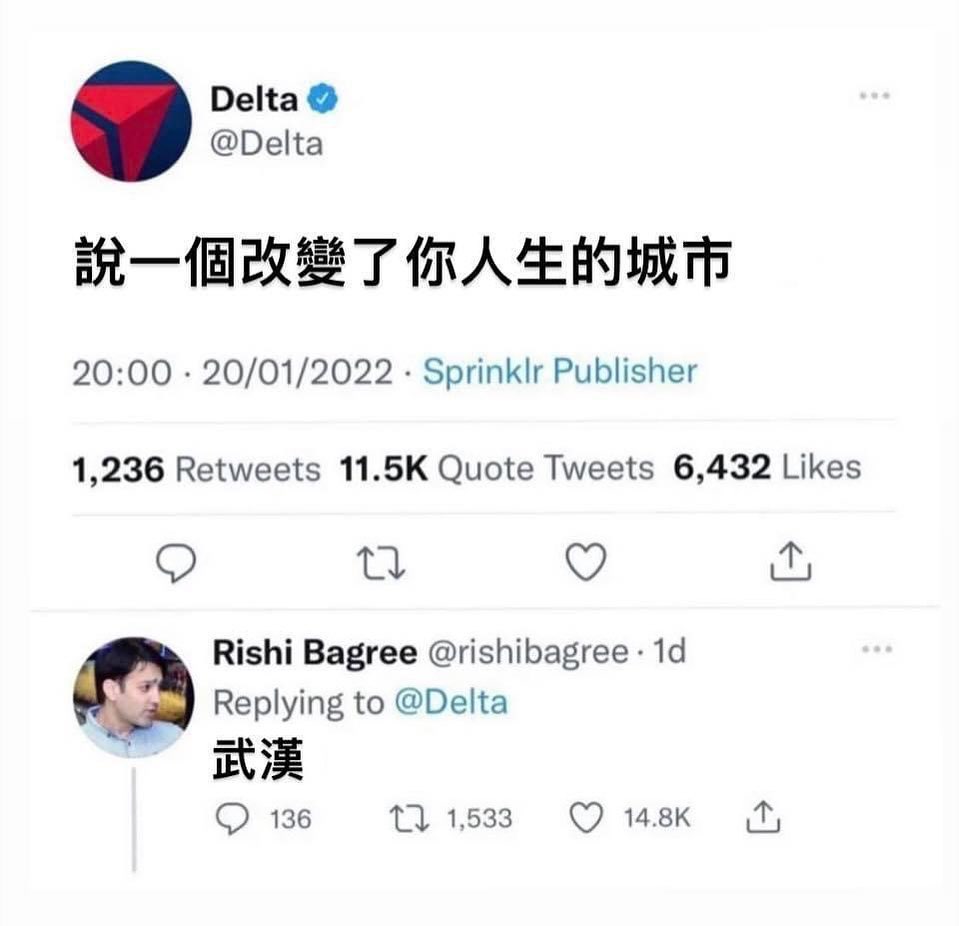 Delta
@Delta
說一個改變了你人生的城市
20:00 · 20/01/2022 · Sprinklr Publisher
1,236 Retweets 11.5K Quote Tweets 6,432 Likes
Rishi Bagree @rishibagree · 1d
Replying to @Delta
武漢
136 1,533 14.8K